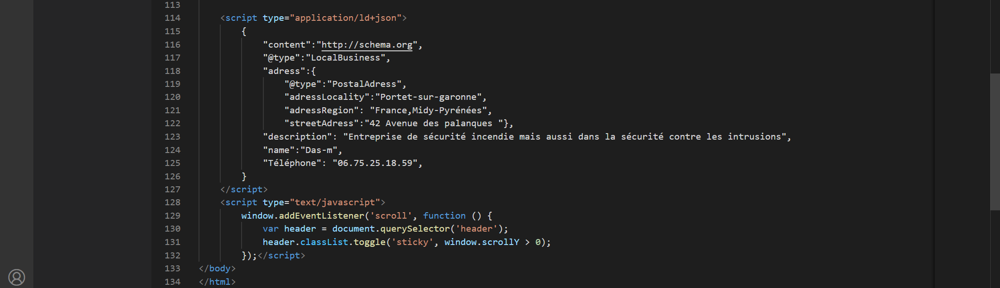 113
114 <script type="application/ld+json">
115 {
116 "content":"http://schema.org",
117 "@type":"LocalBusiness",
118 "adress":{
119 "@type":"PostalAdress",
120 "adressLocality":"Portet-sur-garonne",
121 "adressRegion": "France,Midy-Pyrénées",
122 "streetAdress":"42 Avenue des palanques "},
123 "description": "Entreprise de sécurité incendie mais aussi dans la sécurité contre les intrusions",
124 "name":"Das-m",
125 "Téléphone": "06.75.25.18.59",
126 }
127 </script>
128 <script type="text/javascript">
129 window.addEventListener('scroll', function () {
130 var header = document.querySelector('header');
131 header.classList.toggle('sticky', window.scrollY > 0);
132 });</script>
133 </body>
134 </html>